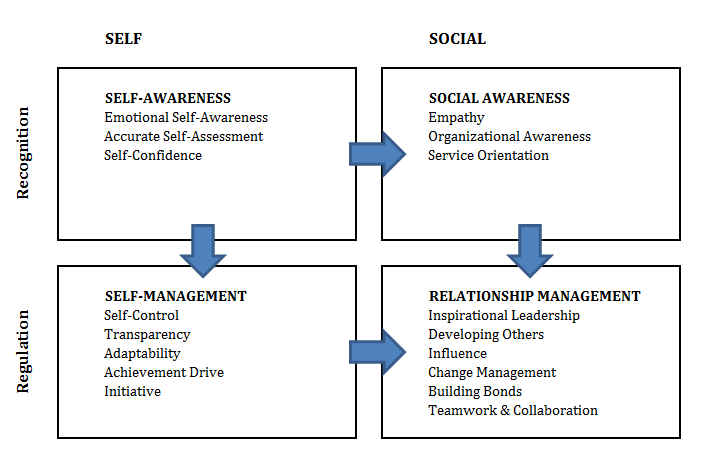 SELF
SOCIAL
Recognition
SELF-AWARENESS
Emotional Self-Awareness
Accurate Self-Assessment
Self-Confidence
SOCIAL AWARENESS
Empathy
Organizational Awareness
Service Orientation
Regulation
SELF-MANAGEMENT
Self-Control
Transparency
Adaptability
Achievement Drive
Initiative
RELATIONSHIP MANAGEMENT
Inspirational Leadership
Developing Others
Influence
Change Management
Building Bonds
Teamwork & Collaboration